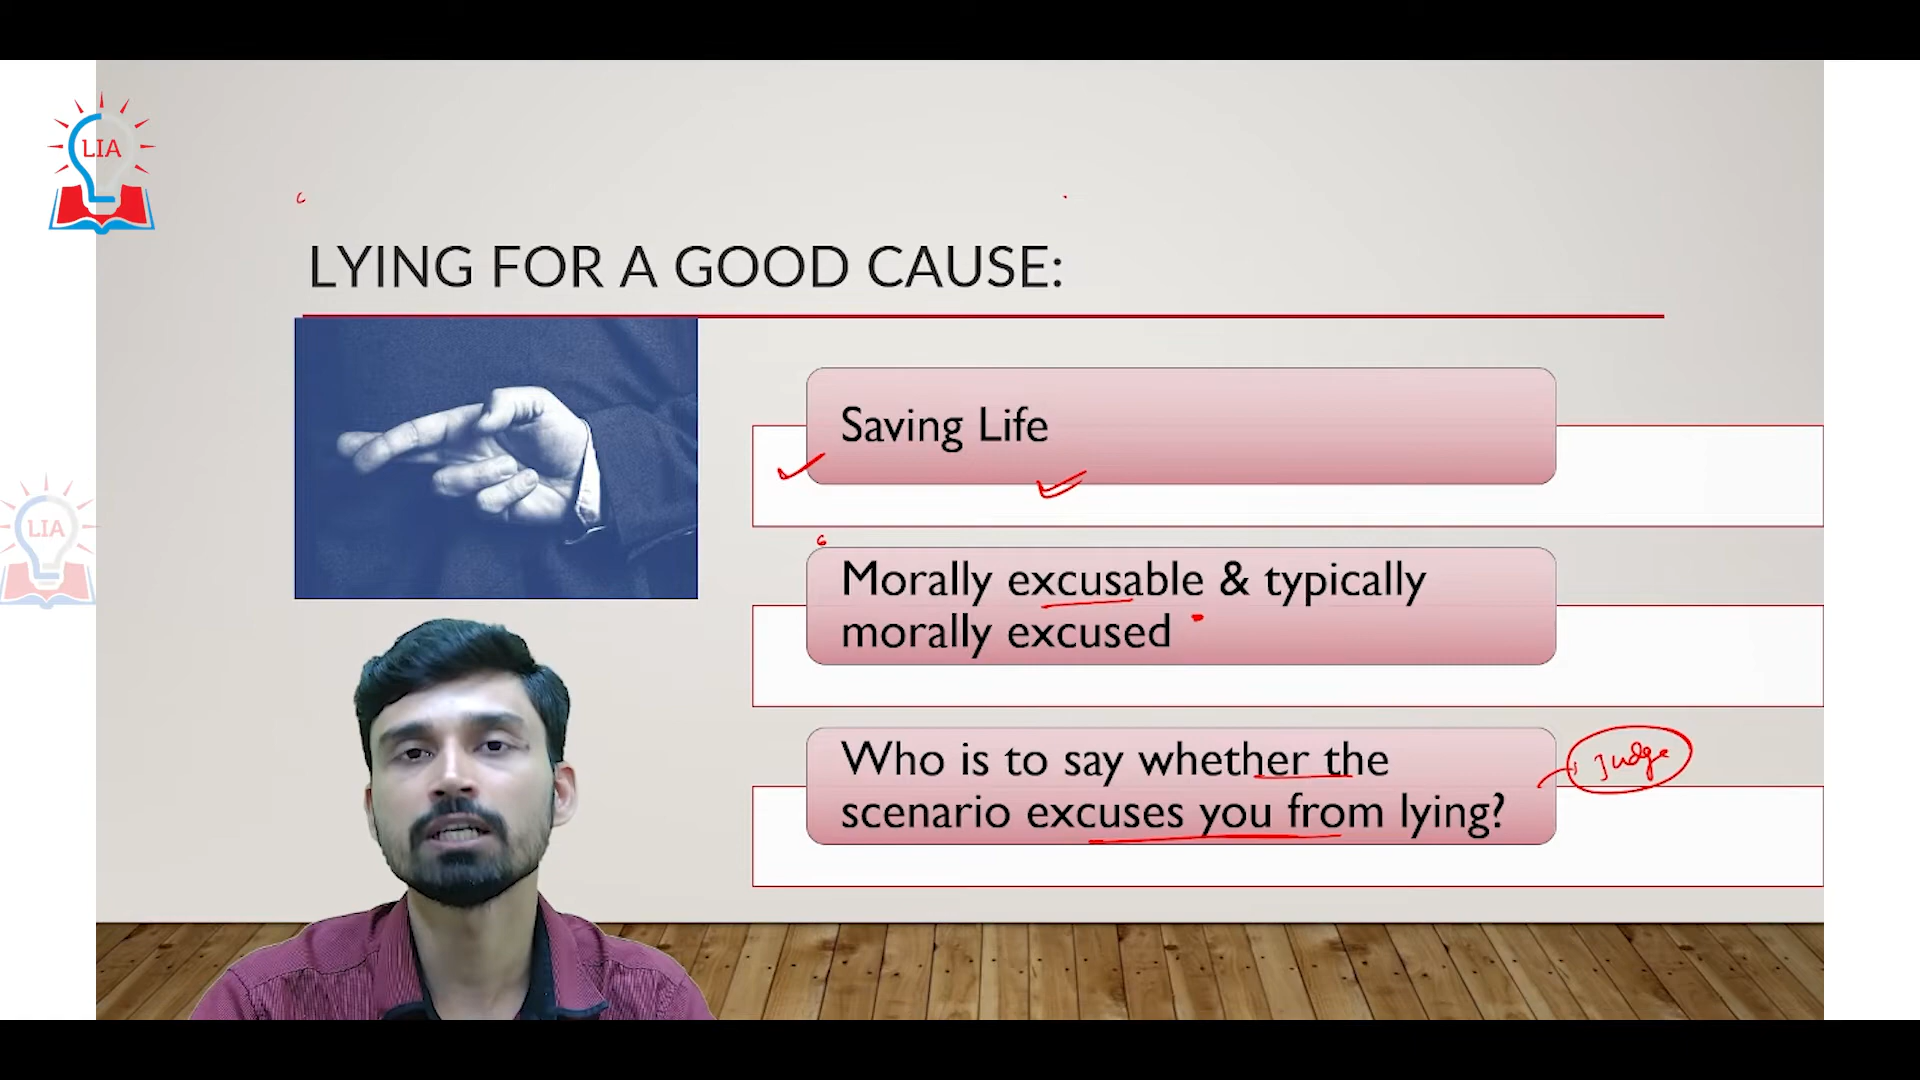 LIA
LYING FOR A GOOD CAUSE:
Saving Life
LIA
Morally excusable & typically
morally excused
Who is to say whether the
scenario excuses you from lying?
Judge